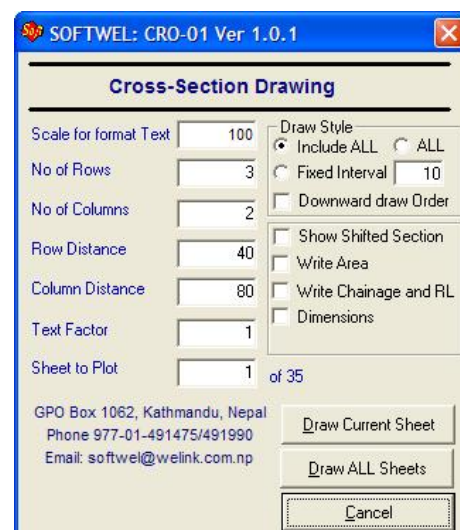 SOFTWEL: CRO-01 Ver 1.0.1
Cross-Section Drawing
Scale for format Text 100
No of Rows 3
No of Columns 2
Row Distance 40
Column Distance 80
Text Factor 1
Sheet to Plot 1 of 35
Draw Style
Include ALL ALL
Fixed Interval 10
Downward draw Order
Show Shifted Section
Write Area
Write Chainage and RL
Dimensions
GPO Box 1062, Kathmandu, Nepal
Phone 977-01-491475/491990
Email: softwel@welink.com.np
Draw Current Sheet
Draw ALL Sheets
Cancel